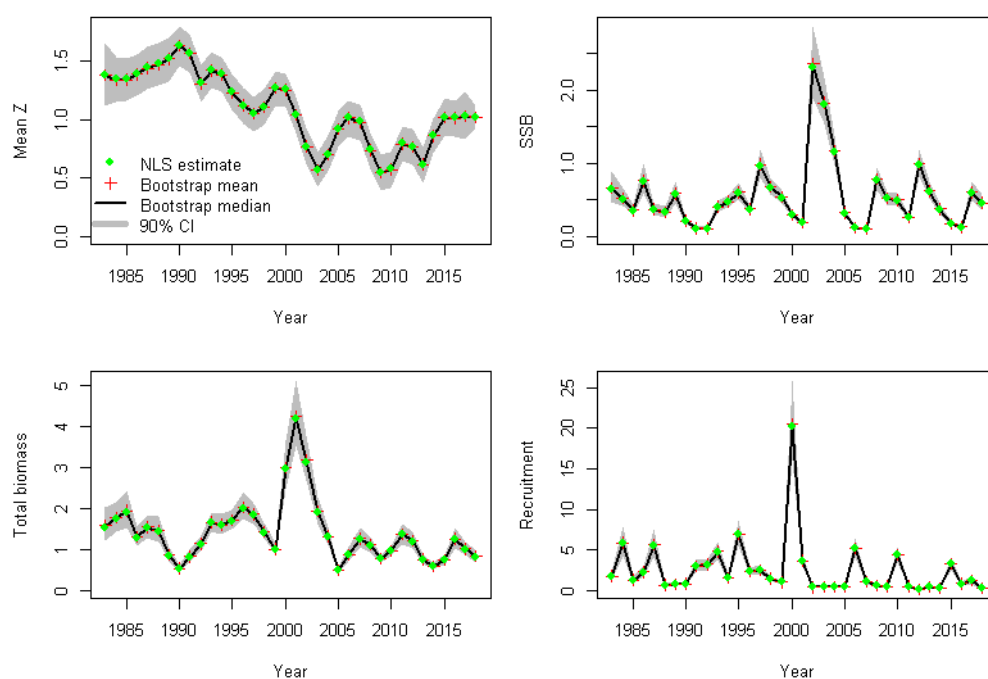 Mean Z
0.0 0.5 1.0 1.5
NLS estimate
Bootstrap mean
Bootstrap median
90% CI
1985 1990 1995 2000 2005 2010 2015
Year
SSB
0.0 1.0 2.0
1985 1990 1995 2000 2005 2010 2015
Year
Total biomass
0 1 2 3 4 5
1985 1990 1995 2000 2005 2010 2015
Year
Recruitment
0 5 10 15 20 25
1985 1990 1995 2000 2005 2010 2015
Year